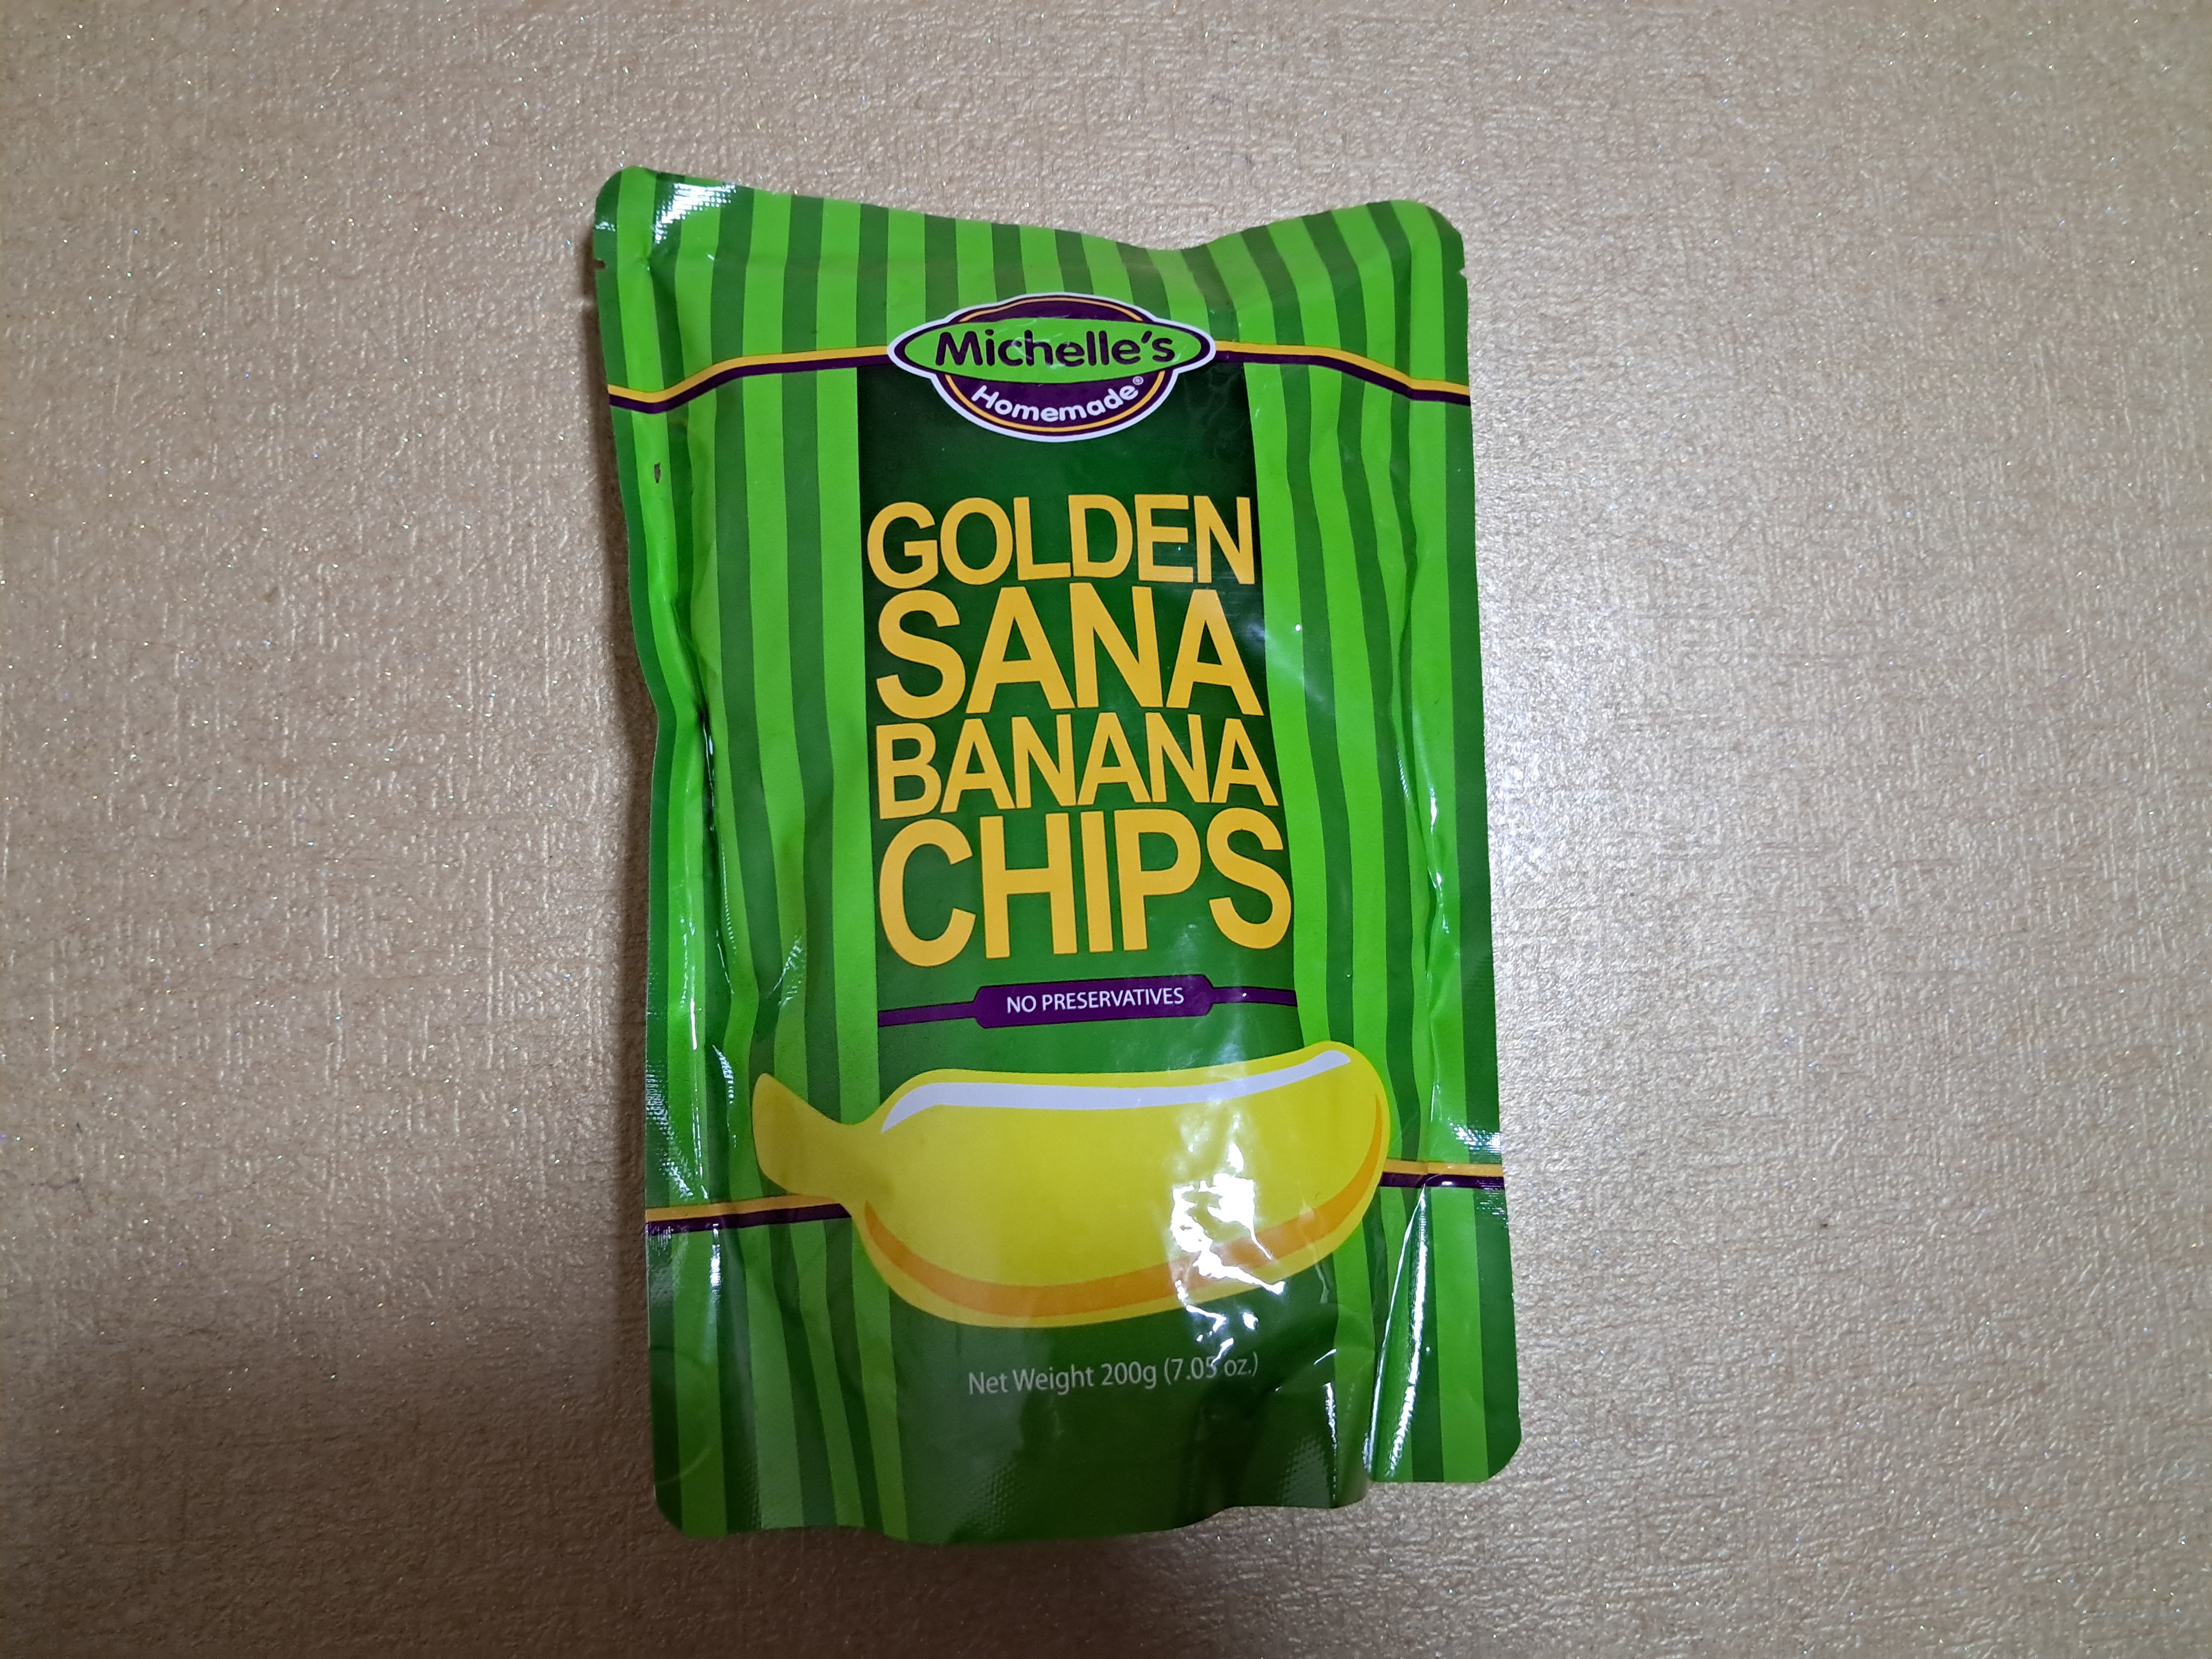 Michelle's
Homemade®
GOLDEN
SANA
BANANA
CHIPS
NO PRESERVATIVES
Net Weight 200g (7.05 oz.)